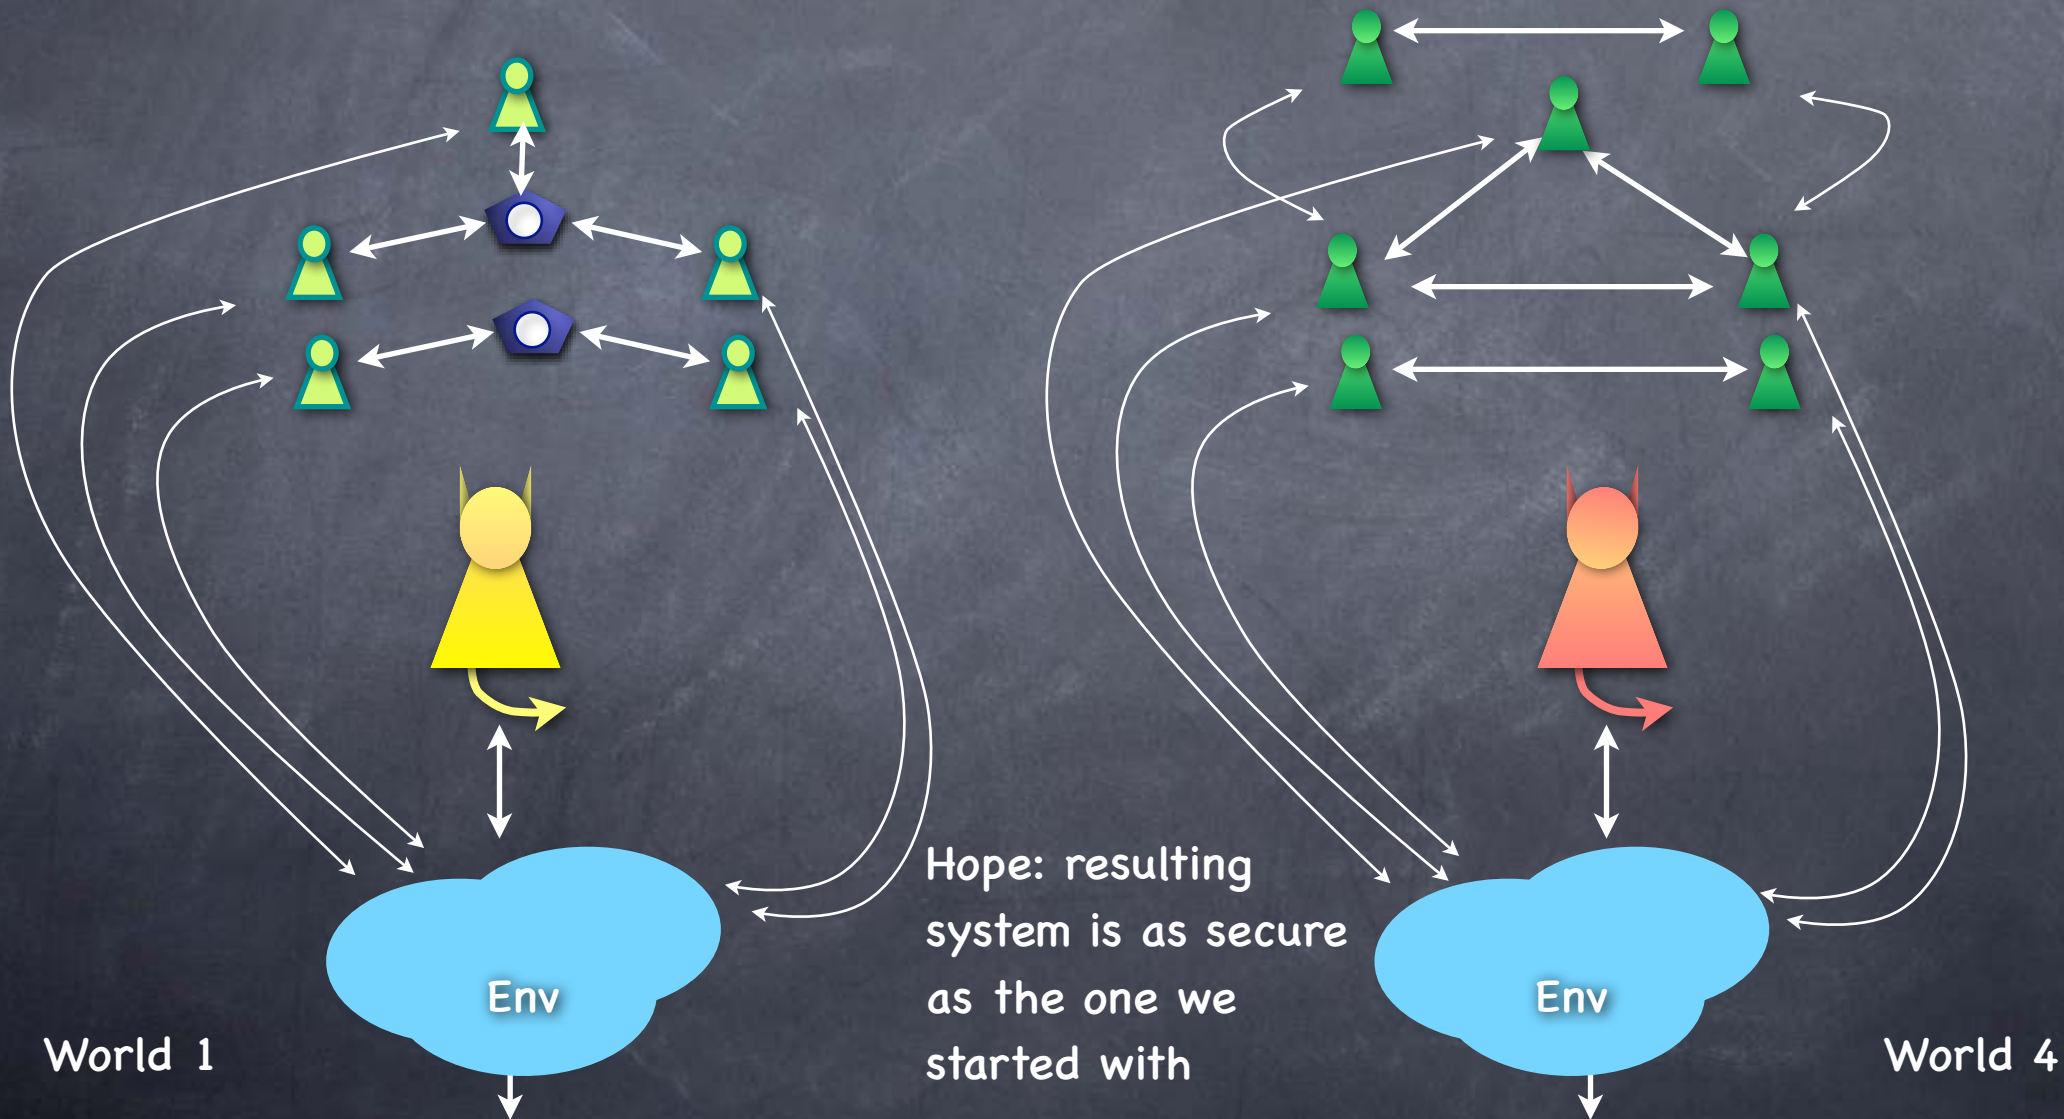 Hope: resulting
system is as secure
as the one we
started with
Env
Env
World 1
World 4